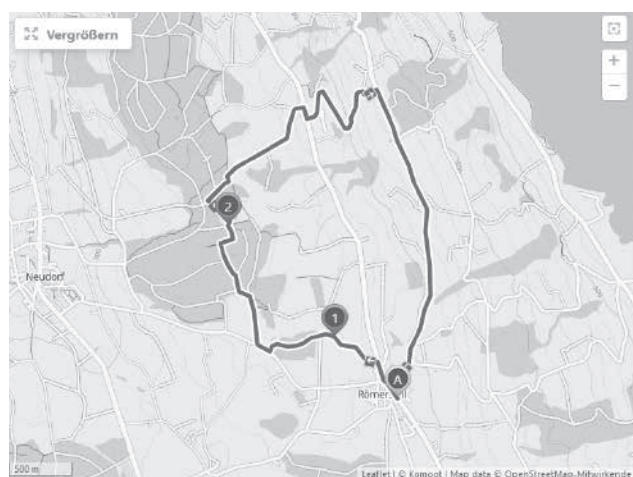 Vergrößern
+
−
2
Neudorf
1
A
500 m
Leaflet | © Komoot | Map data © OpenStreetMap-Mitwirkende